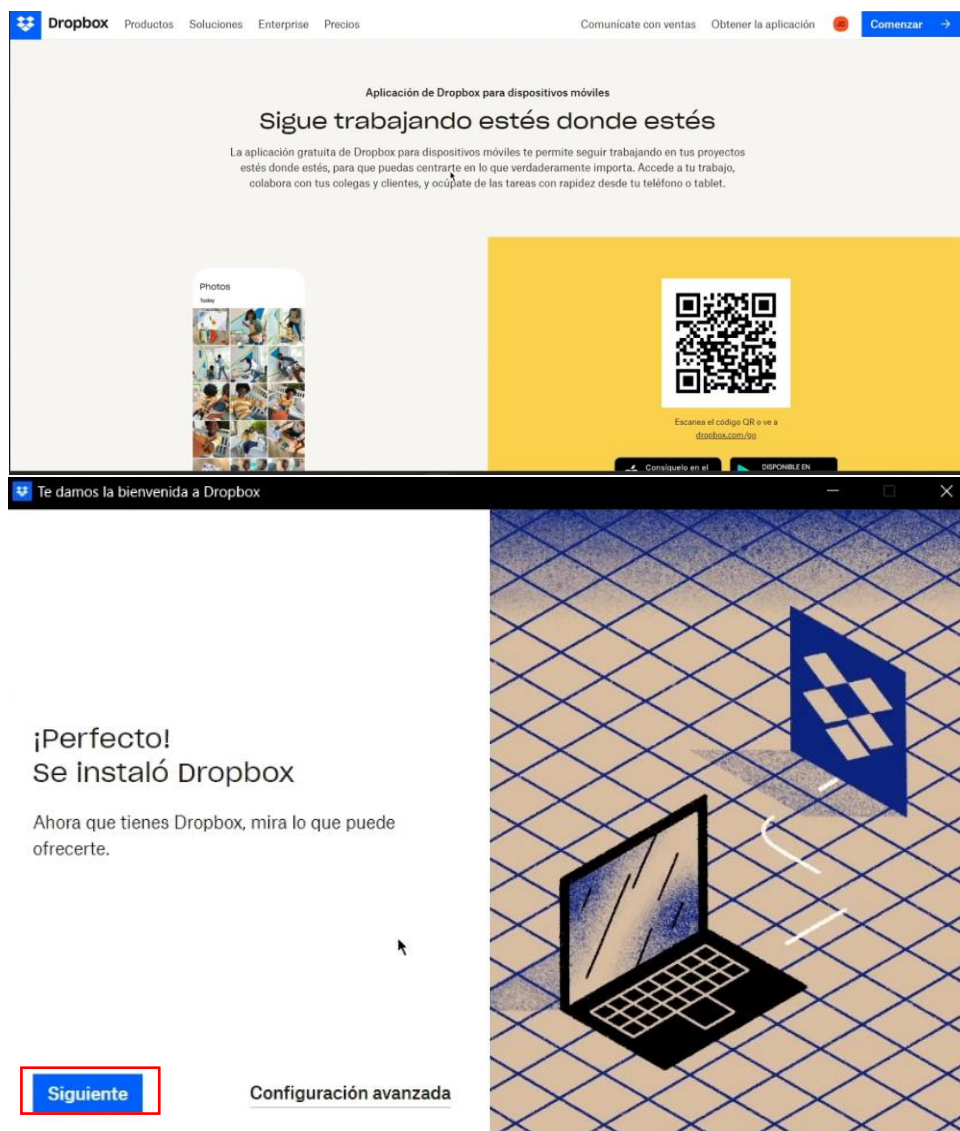 Dropbox Productos Soluciones Enterprise Precios Comunícate con ventas Obtener la aplicación JC Comenzar →
Aplicación de Dropbox para dispositivos móviles
Sigue trabajando estés donde estés
La aplicación gratuita de Dropbox para dispositivos móviles te permite seguir trabajando en tus proyectos
estés donde estés, para que puedas centrarte en lo que verdaderamente importa. Accede a tu trabajo,
colabora con tus colegas y clientes, y ocúpate de las tareas con rapidez desde tu teléfono o tablet.
Photos
Today
Escanea el código QR o ve a
dropbox.com/go
Consíguelo en el
DISPONIBLE EN
Te damos la bienvenida a Dropbox
¡Perfecto!
Se instaló Dropbox
Ahora que tienes Dropbox, mira lo que puede
ofrecerte.
Siguiente Configuración avanzada